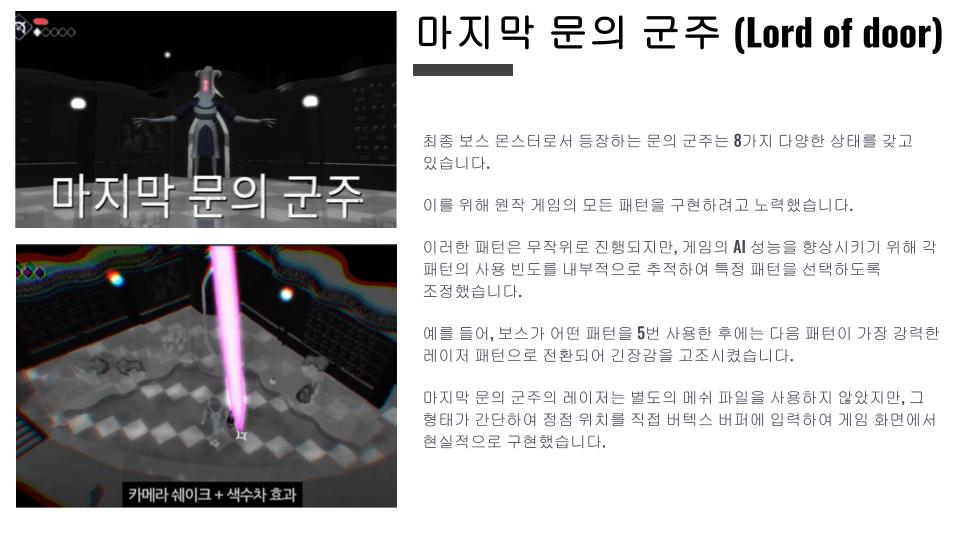 마지막 문의 군주 (Lord of door)
마지막 문의 군주
최종 보스 몬스터로서 등장하는 문의 군주는 8가지 다양한 상태를 갖고
있습니다.
이를 위해 원작 게임의 모든 패턴을 구현하려고 노력했습니다.
이러한 패턴은 무작위로 진행되지만, 게임의 AI 성능을 향상시키기 위해 각
패턴의 사용 빈도를 내부적으로 추적하여 특정 패턴을 선택하도록
조정했습니다.
예를 들어, 보스가 어떤 패턴을 5번 사용한 후에는 다음 패턴이 가장 강력한
레이저 패턴으로 전환되어 긴장감을 고조시켰습니다.
마지막 문의 군주의 레이저는 별도의 메쉬 파일을 사용하지 않았지만, 그
형태가 간단하여 정점 위치를 직접 버텍스 버퍼에 입력하여 게임 화면에서
현실적으로 구현했습니다.
카메라 쉐이크 + 색수차 효과